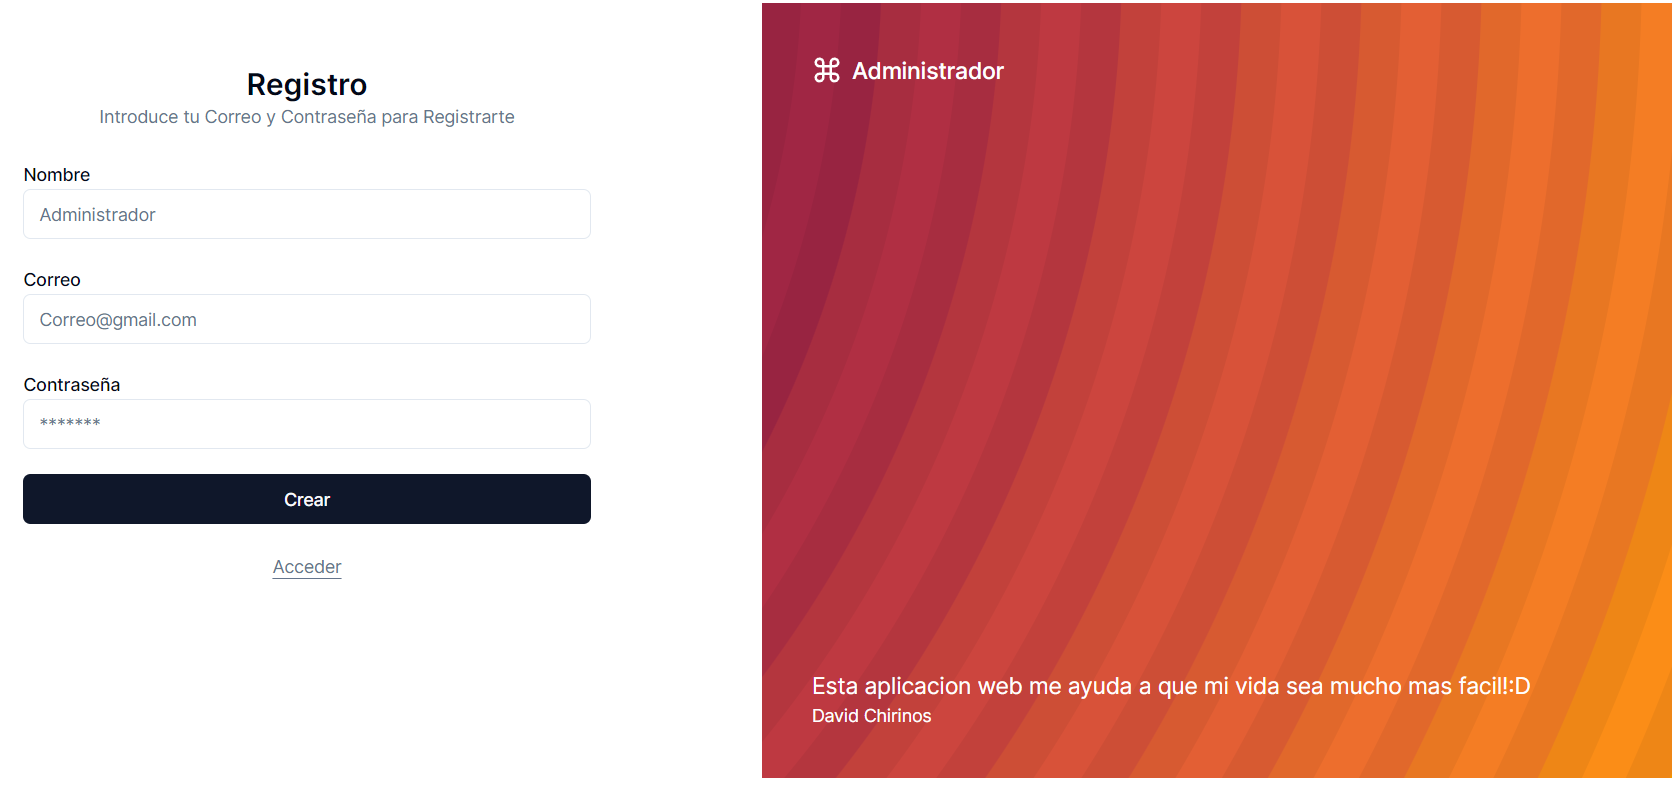 Registro
Introduce tu Correo y Contraseña para Registrarte
Nombre
Administrador
Correo
Correo@gmail.com
Contraseña
*******
Crear
Acceder
⌘ Administrador
Esta aplicacion web me ayuda a que mi vida sea mucho mas facil!:D
David Chirinos